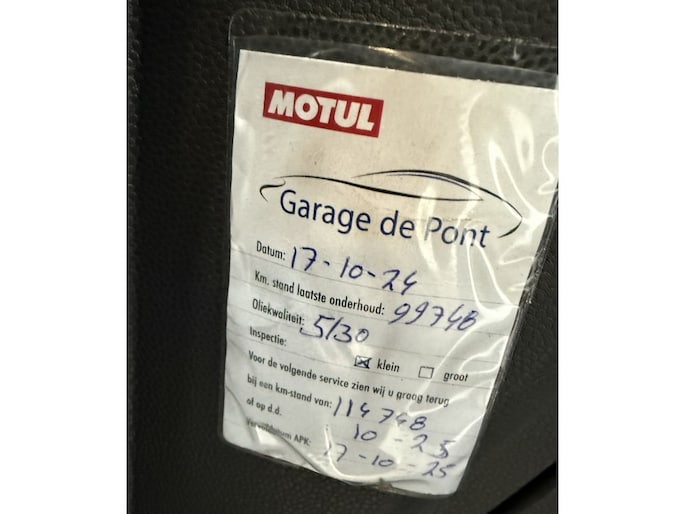 MOTUL
Garage de Pont
Datum: 17-10-24
Km. stand laatste onderhoud: 99748
Oliekwaliteit: 5/30
Inspectie: klein groot
Voor de volgende service zien wij u graag terug
bij een km-stand van: 114748
of op d.d. 10-25
Vervaldatum APK: 17-10-25